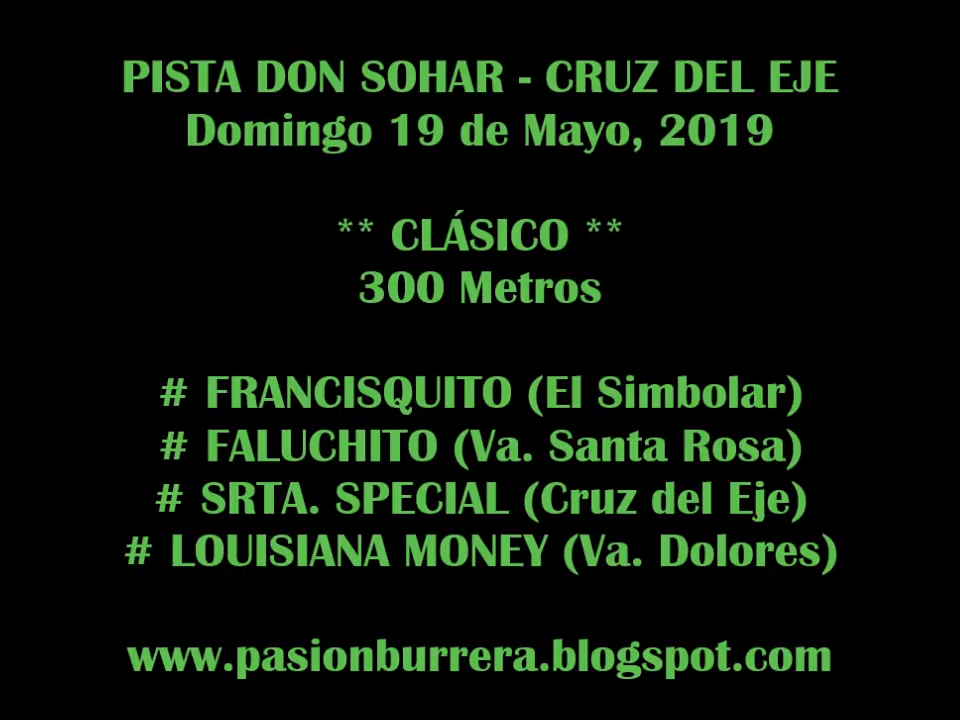 PISTA DON SOHAR - CRUZ DEL EJE
Domingo 19 de Mayo, 2019
** CLÁSICO **
300 Metros
# FRANCISQUITO (El Simbolar)
# FALUCHITO (Va. Santa Rosa)
# SRTA. SPECIAL (Cruz del Eje)
# LOUISIANA MONEY (Va. Dolores)
www.pasionburrera.blogspot.com